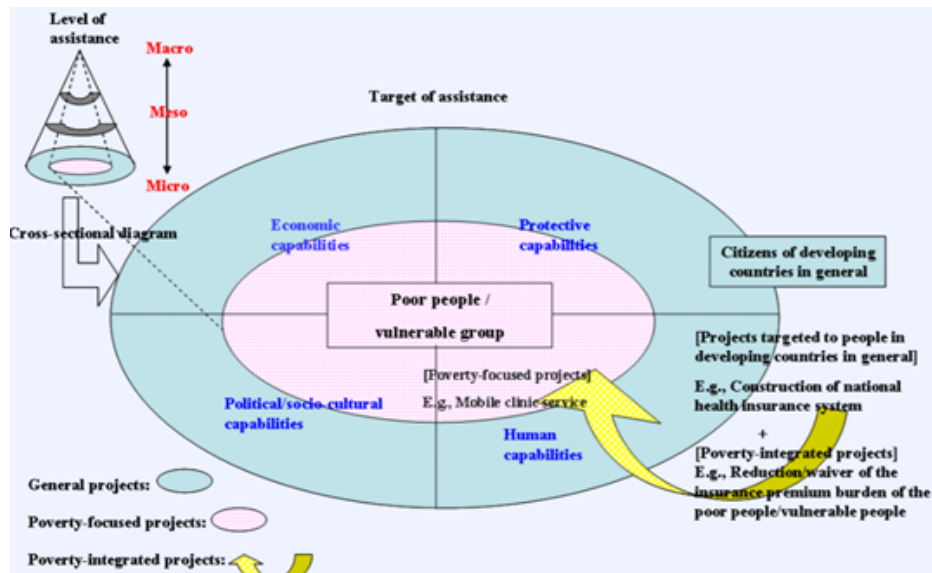 Level of
assistance
Macro
Meso
Micro
Target of assistance
Cross-sectional diagram
Economic
capabilities
Protective
capabilities
Citizens of developing
countries in general
Poor people /
vulnerable group
[Projects targeted to people in
developing countries in general]
E.g., Construction of national
health insurance system
+
[Poverty-integrated projects]
E.g., Reduction/waiver of the
insurance premium burden of the
poor people/vulnerable people
[Poverty-focused projects]
E.g., Mobile clinic service
Political/socio-cultural
capabilities
Human
capabilities
General projects:
Poverty-focused projects:
Poverty-integrated projects: